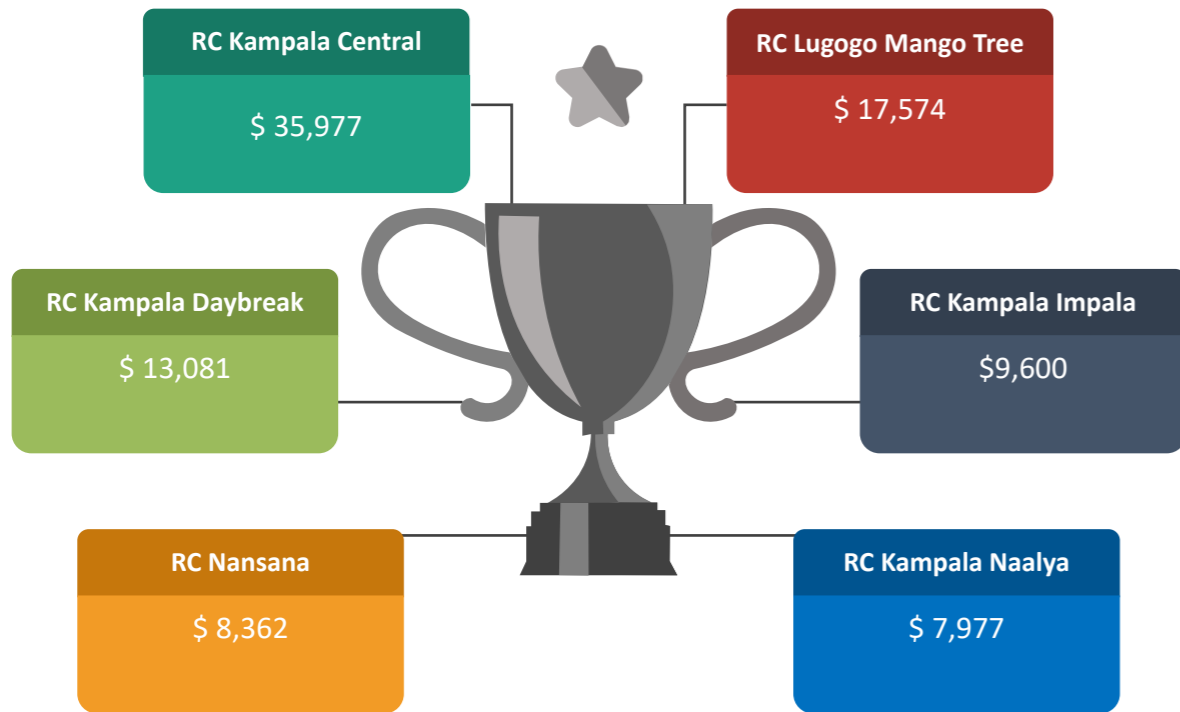 RC Kampala Central
$ 35,977
RC Lugogo Mango Tree
$ 17,574
RC Kampala Daybreak
$ 13,081
RC Kampala Impala
$9,600
RC Nansana
$ 8,362
RC Kampala Naalya
$ 7,977